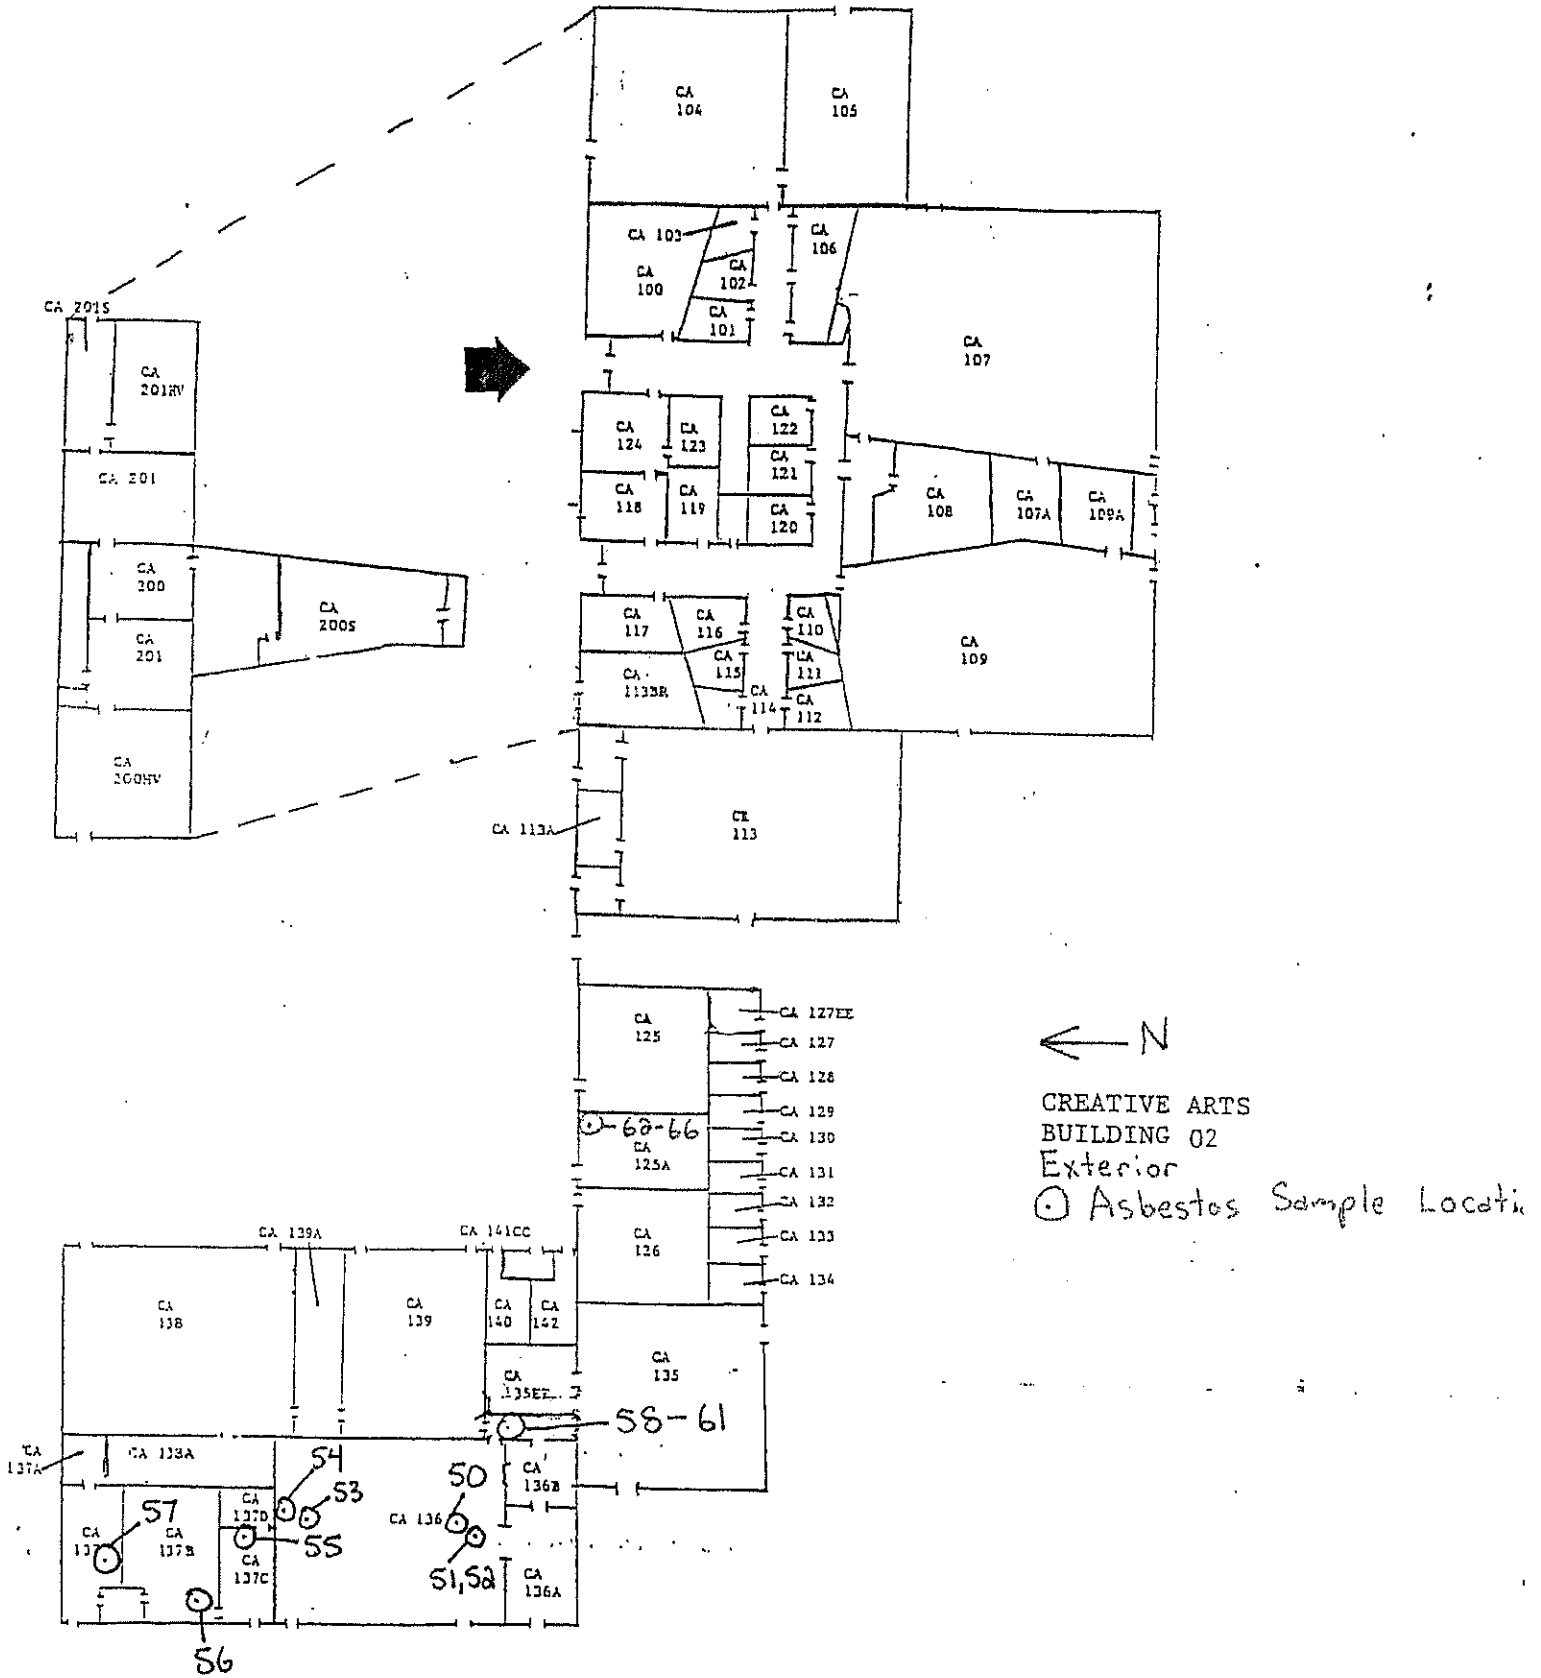 CA
104
CA
105
CA 103
CA
106
CA
100
CA
102
CA
101
CA
107
CA 201S
CA
201HV
CA 201
CA
200
CA
201
CA
200S
CA
200HV
CA
124
CA
123
CA
122
CA
121
CA
118
CA
119
CA
120
CA
108
CA
107A
CA
109A
CA
117
CA
116
CA
110
CA
115
CA
111
CA
113BR
CA
114
CA
112
CA
109
CA 113A
CR
113
CA
125
CA 127EE
CA 127
CA 128
CA 129
CA 130
CA 131
CA 132
CA 133
CA 134
62-66
CA
125A
CA
126
N
CREATIVE ARTS
BUILDING 02
Exterior
Asbestos Sample Locati
CA 139A
CA 141CC
CA
138
CA
139
CA
140
CA
142
CA
135EE
CA
135
58-61
CA
137A
CA 138A
54
53
50
CA
136B
57
CA
137D
CA 136
CA
137
CA
137B
55
CA
137C
51,52
CA
136A
56